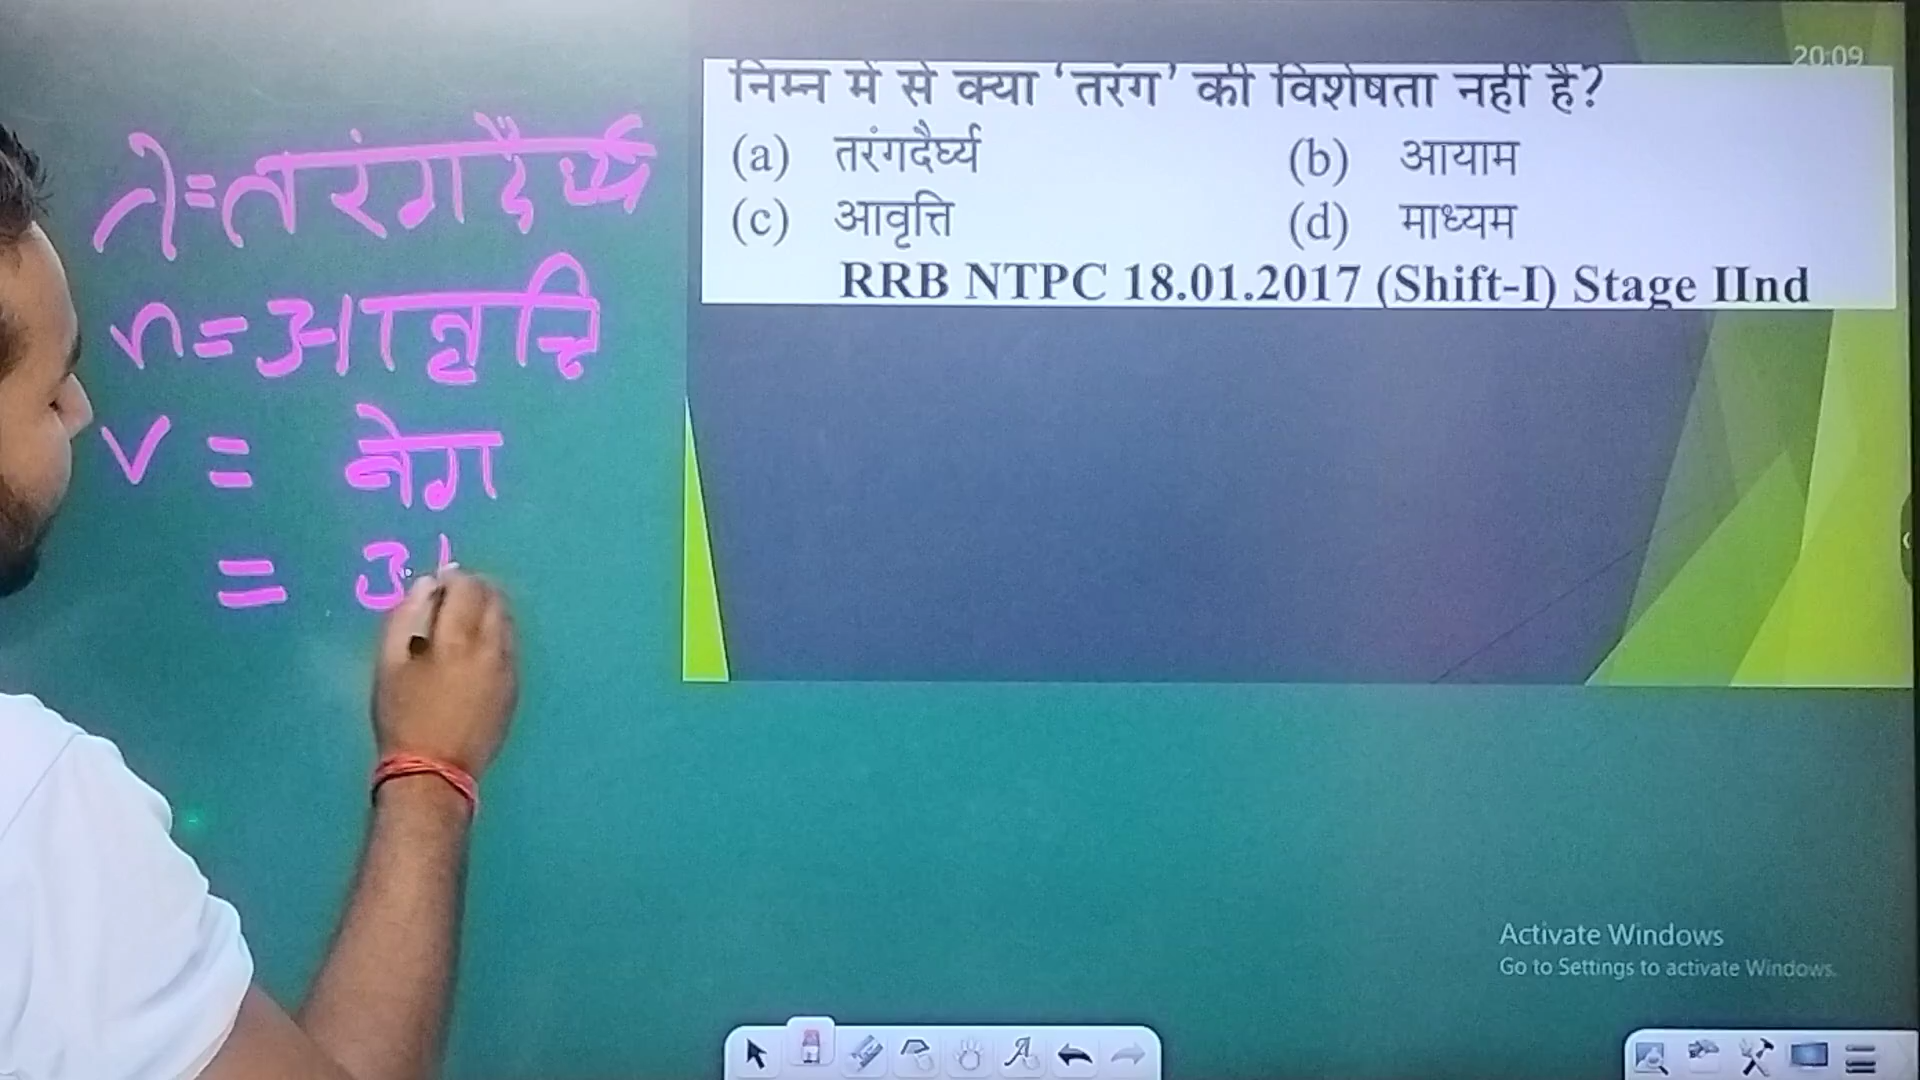 20:09
निम्न में से क्या ‘तरंग’ की विशेषता नहीं है?
(a) तरंगदैर्घ्य (b) आयाम
(c) आवृत्ति (d) माध्यम
RRB NTPC 18.01.2017 (Shift-I) Stage IInd
λ=तरंगदैर्घ्य
n=आवृत्ति
v = वेग
=
Activate Windows
Go to Settings to activate Windows.